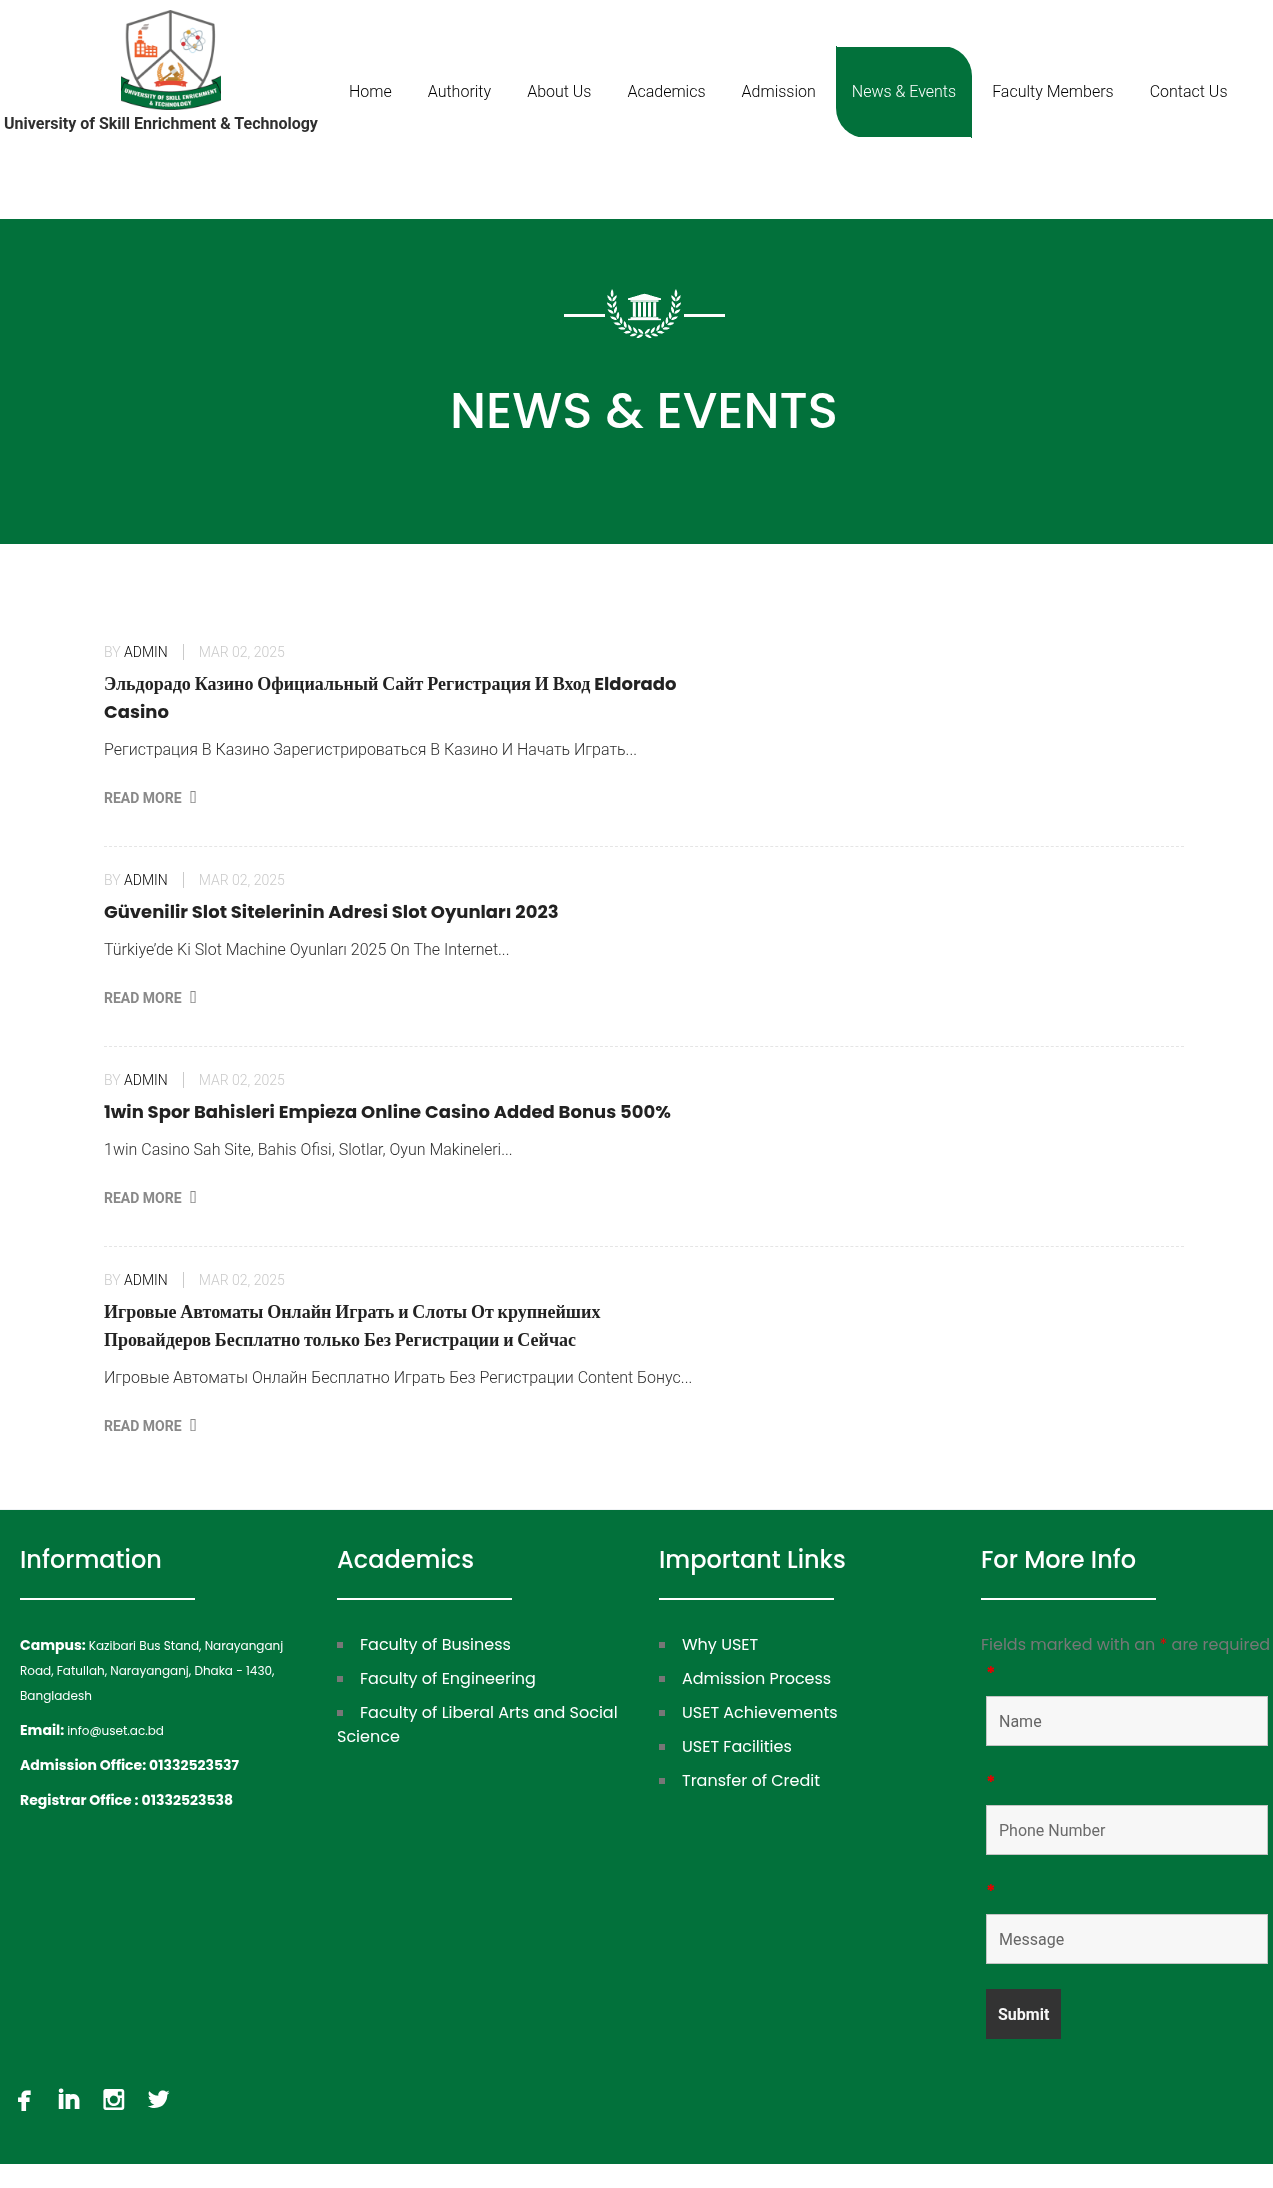 UNIVERSITY OF SKILL ENRICHMENT
& TECHNOLOGY
University of Skill Enrichment & Technology
Home Authority About Us Academics Admission News & Events Faculty Members Contact Us
NEWS & EVENTS
BY ADMIN MAR 02, 2025
Эльдорадо Казино Официальный Сайт Регистрация И Вход Eldorado
Casino
Регистрация В Казино Зарегистрироваться В Казино И Начать Играть...
READ MORE
BY ADMIN MAR 02, 2025
Güvenilir Slot Sitelerinin Adresi Slot Oyunları 2023
Türkiye'de Ki Slot Machine Oyunları 2025 On The Internet...
READ MORE
BY ADMIN MAR 02, 2025
1win Spor Bahisleri Empieza Online Casino Added Bonus 500%
1win Casino Sah Site, Bahis Ofisi, Slotlar, Oyun Makineleri...
READ MORE
BY ADMIN MAR 02, 2025
Игровые Автоматы Онлайн Играть и Слоты От крупнейших
Провайдеров Бесплатно только Без Регистрации и Сейчас
Игровые Автоматы Онлайн Бесплатно Играть Без Регистрации Content Бонус...
READ MORE
Information
Campus: Kazibari Bus Stand, Narayanganj
Road, Fatullah, Narayanganj, Dhaka - 1430,
Bangladesh
Email: info@uset.ac.bd
Admission Office: 01332523537
Registrar Office : 01332523538
Academics
Faculty of Business
Faculty of Engineering
Faculty of Liberal Arts and Social
Science
Important Links
Why USET
Admission Process
USET Achievements
USET Facilities
Transfer of Credit
For More Info
Fields marked with an * are required
*
Name
*
Phone Number
*
Message
Submit